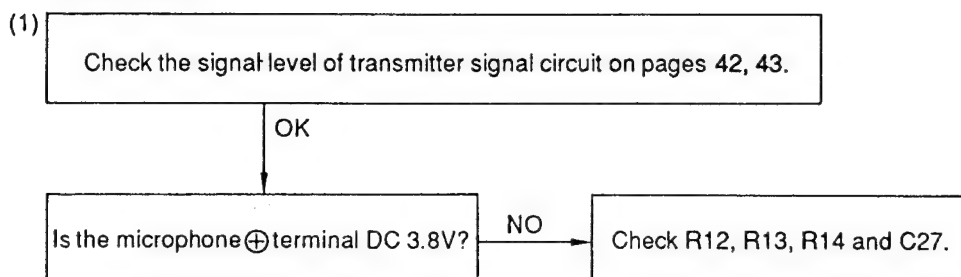 (1)
Check the signal level of transmitter signal circuit on pages 42, 43.
OK
Is the microphone ⊕ terminal DC 3.8V?
NO
Check R12, R13, R14 and C27.